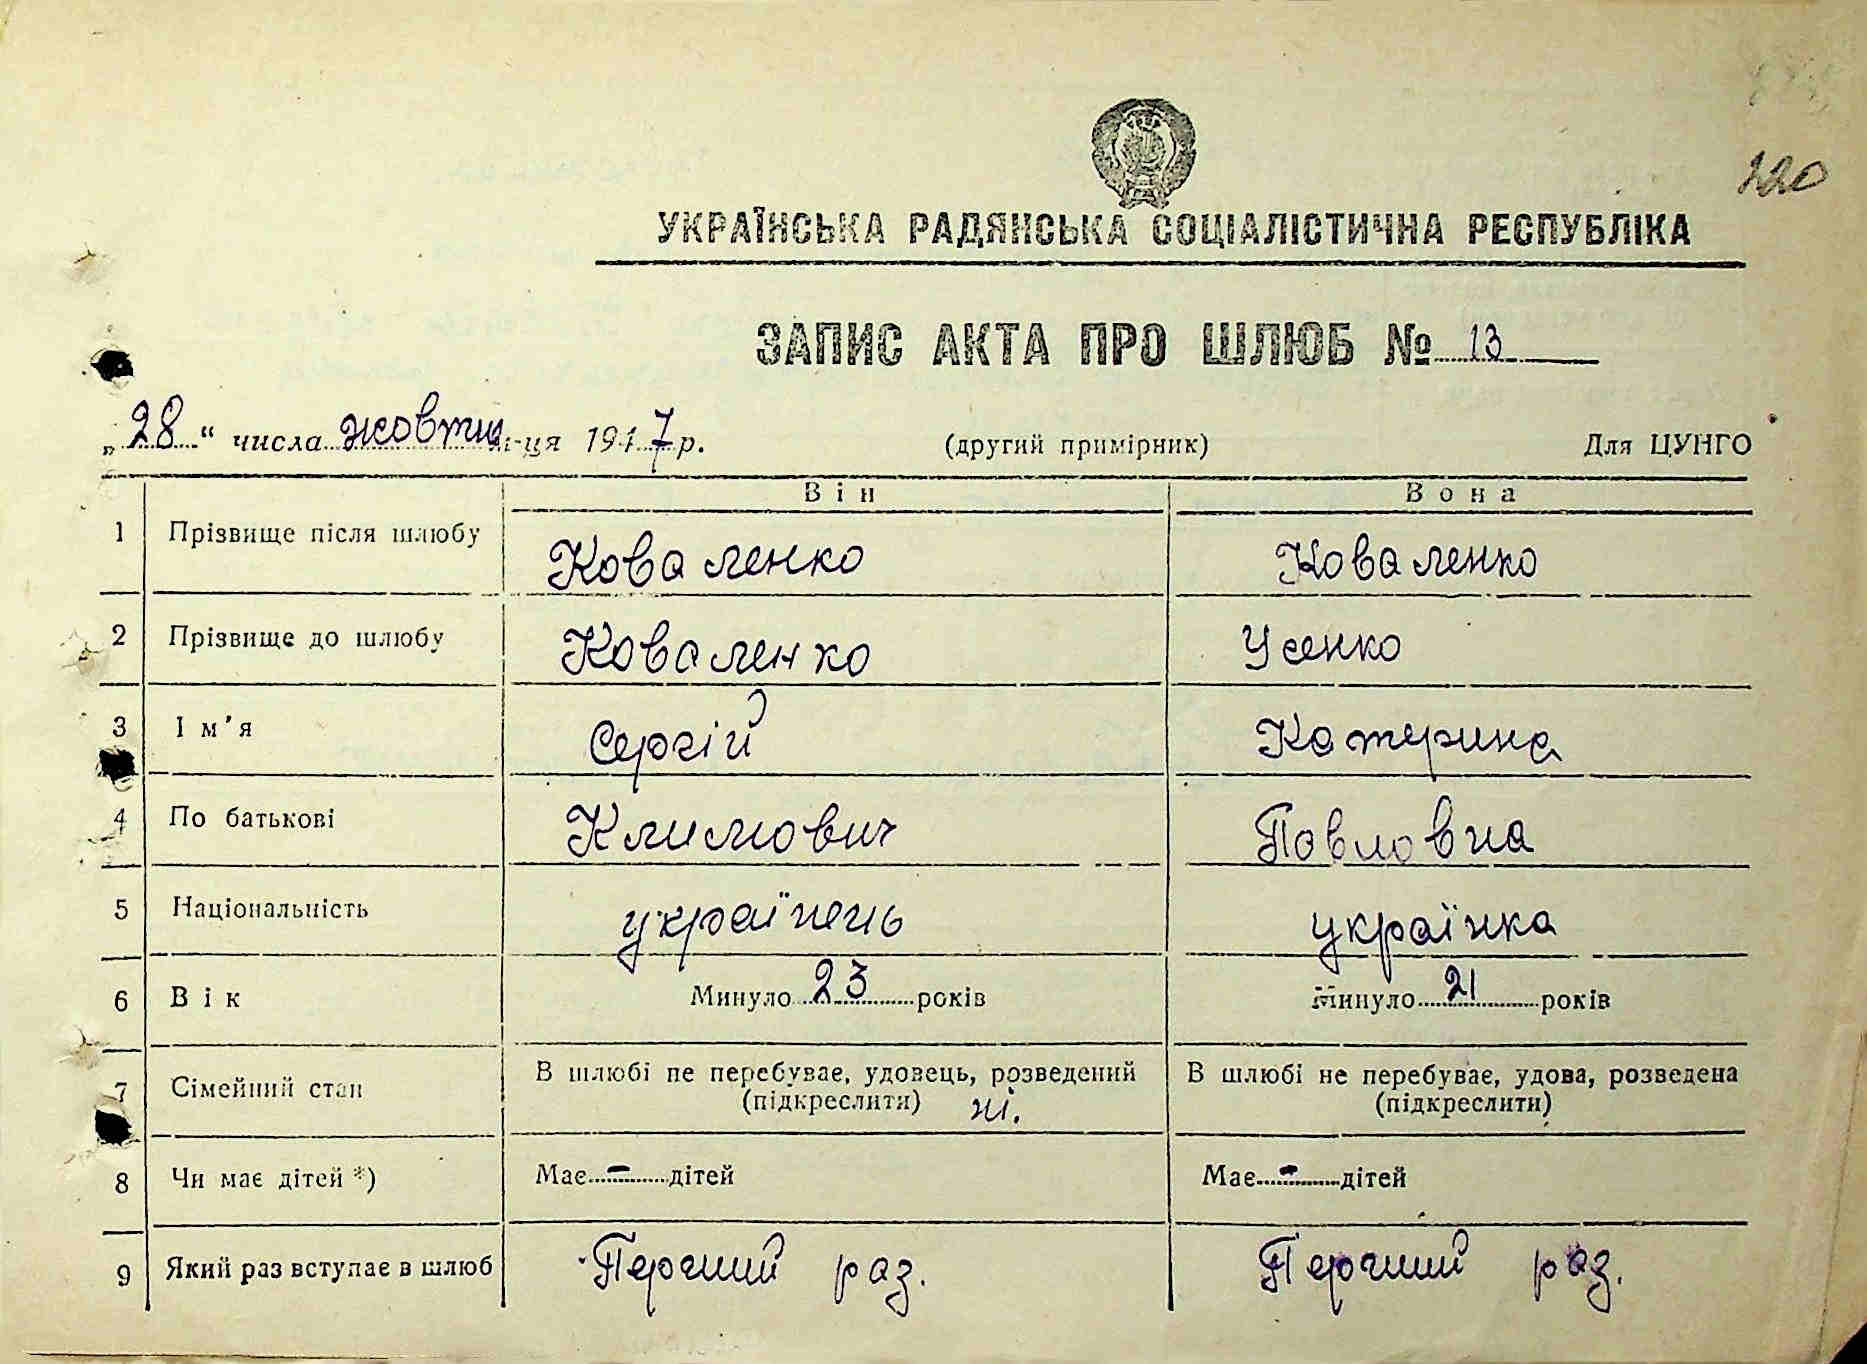 220
УКРАЇНСЬКА РАДЯНСЬКА СОЦІАЛІСТИЧНА РЕСПУБЛІКА
ЗАПИС АКТА ПРО ШЛЮБ № 13
„28“ числа жовтня м-ця 1947 р. (другий примірник) Для ЦУНГО
Він Вона
1 Прізвище після шлюбу Коваленко Коваленко
2 Прізвище до шлюбу Коваленко Усенко
3 Ім'я Сергій Катерина
4 По батькові Климович Павловна
5 Національність українець українка
6 Вік Минуло 23 років Минуло 21 років
7 Сімейний стан В шлюбі не перебуває, удовець, розведений В шлюбі не перебуває, удова, розведена
(підкреслити) ні. (підкреслити)
8 Чи має дітей *) Має – дітей Має – дітей
9 Який раз вступає в шлюб Перший раз. Перший раз.